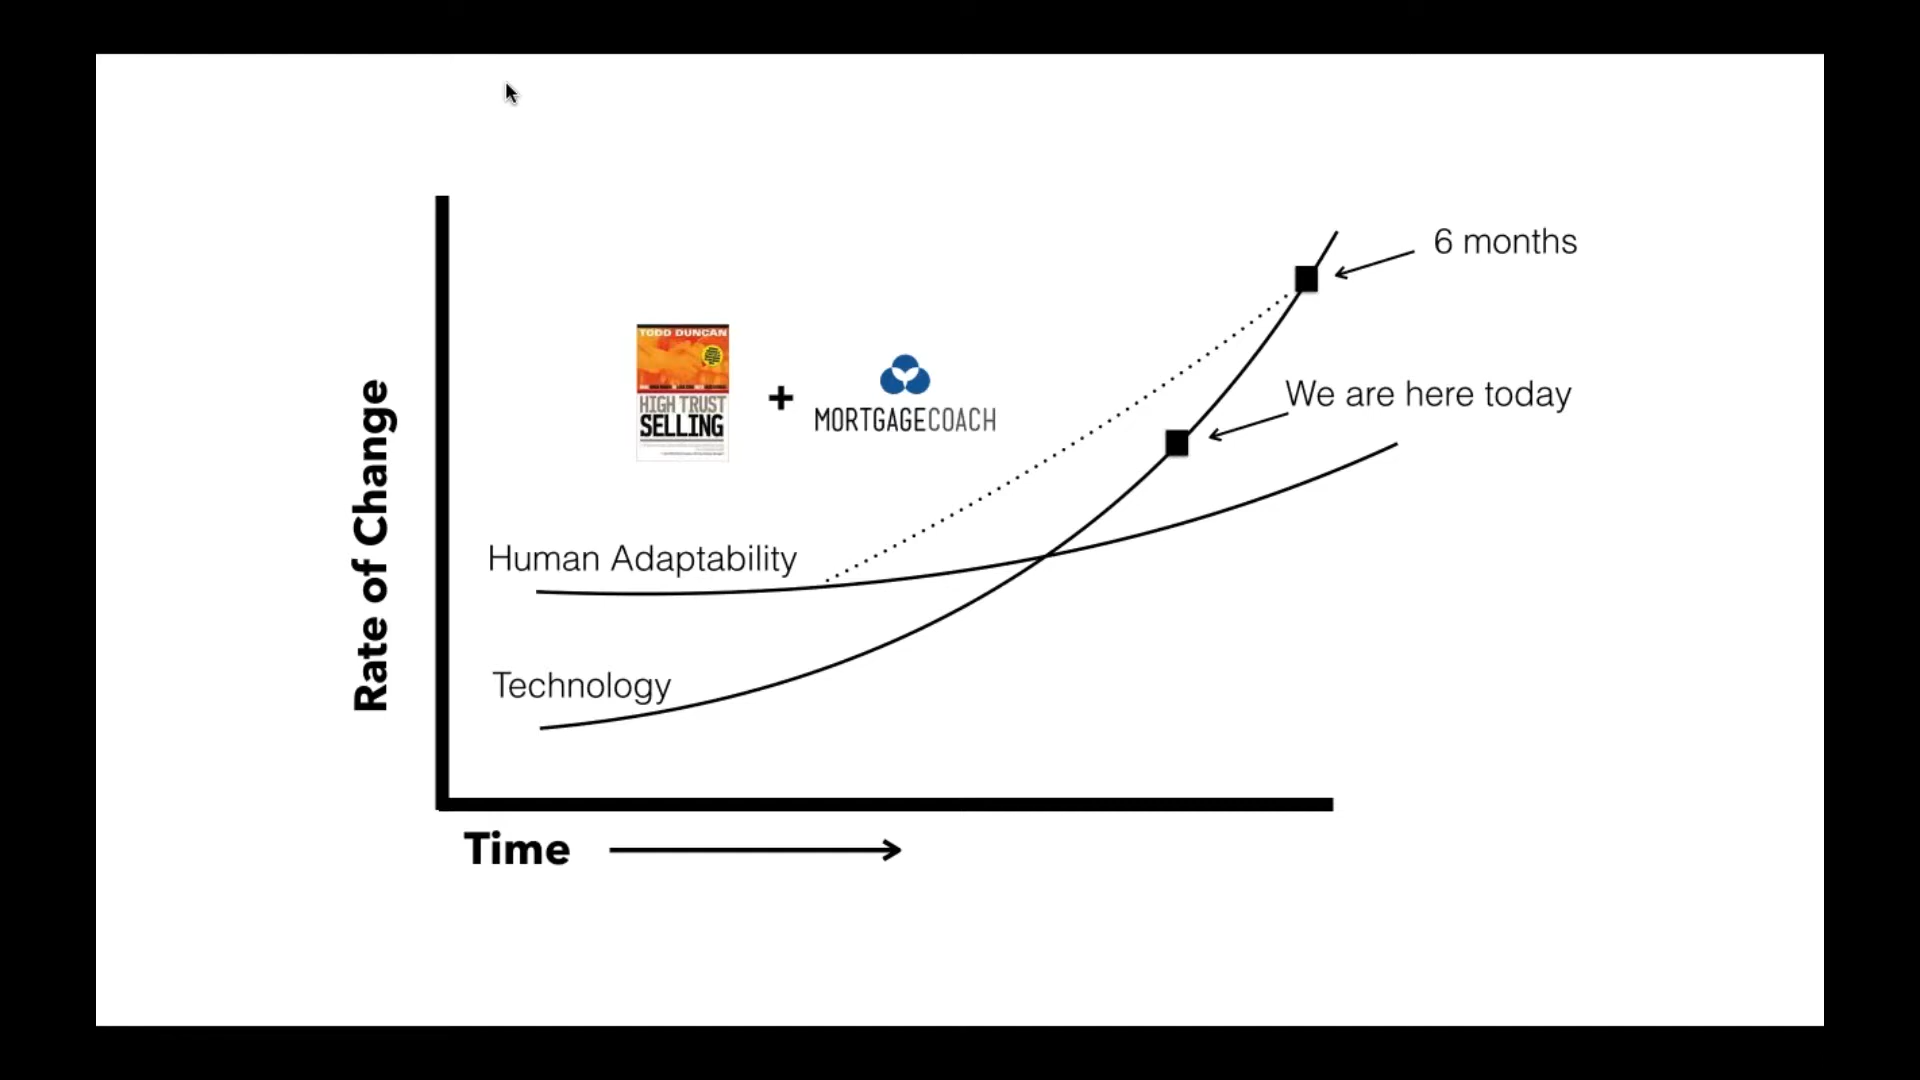 6 months
TODD DUNCAN
HIGH TRUST
SELLING
+
MORTGAGECOACH
We are here today
Rate of Change
Human Adaptability
Technology
Time